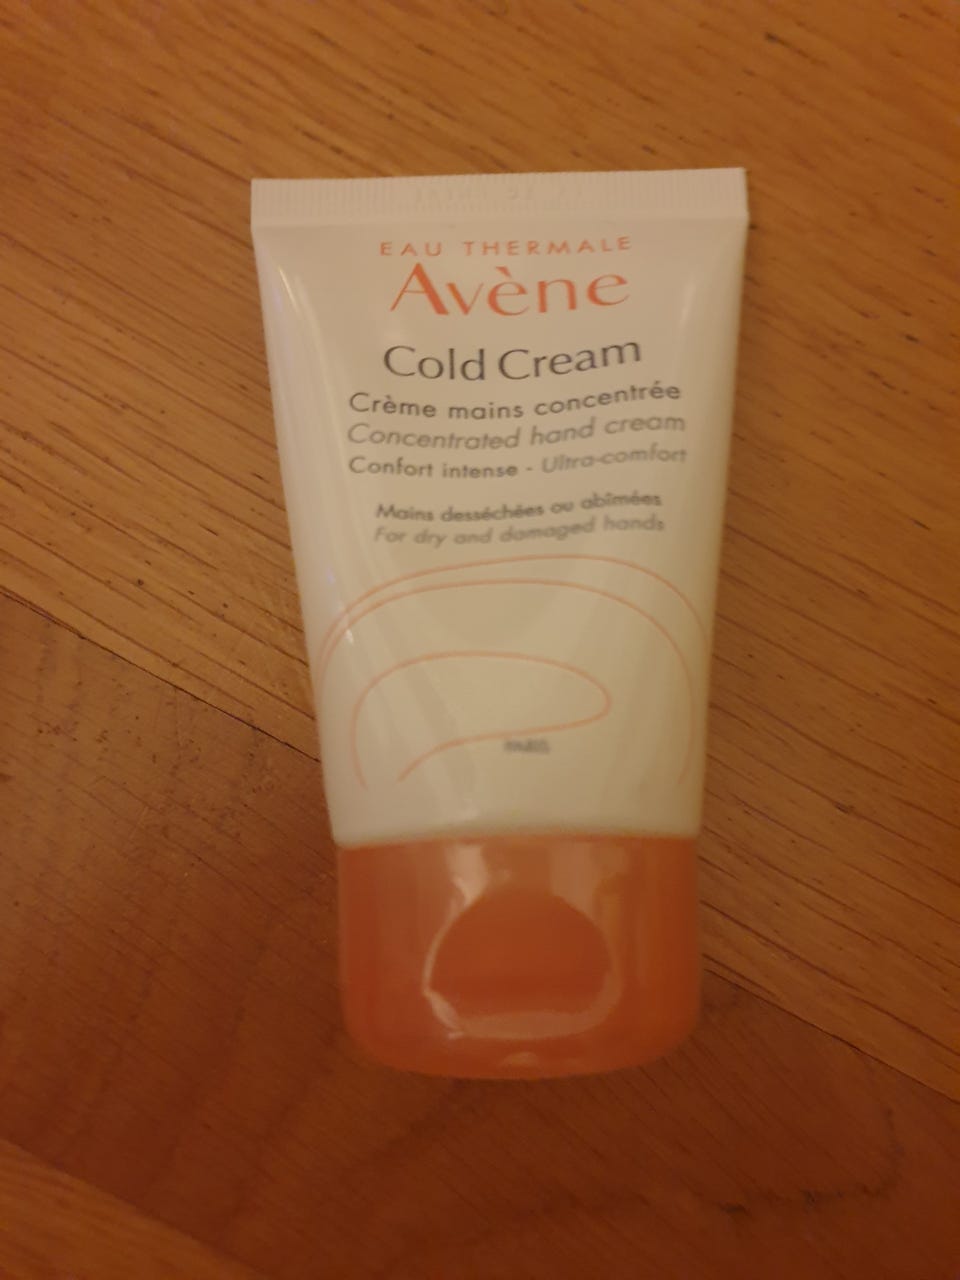 EAU THERMALE
Avène
Cold Cream
Crème mains concentrée
Concentrated hand cream
Confort intense - Ultra-comfort
Mains desséchées ou abîmées
For dry and damaged hands